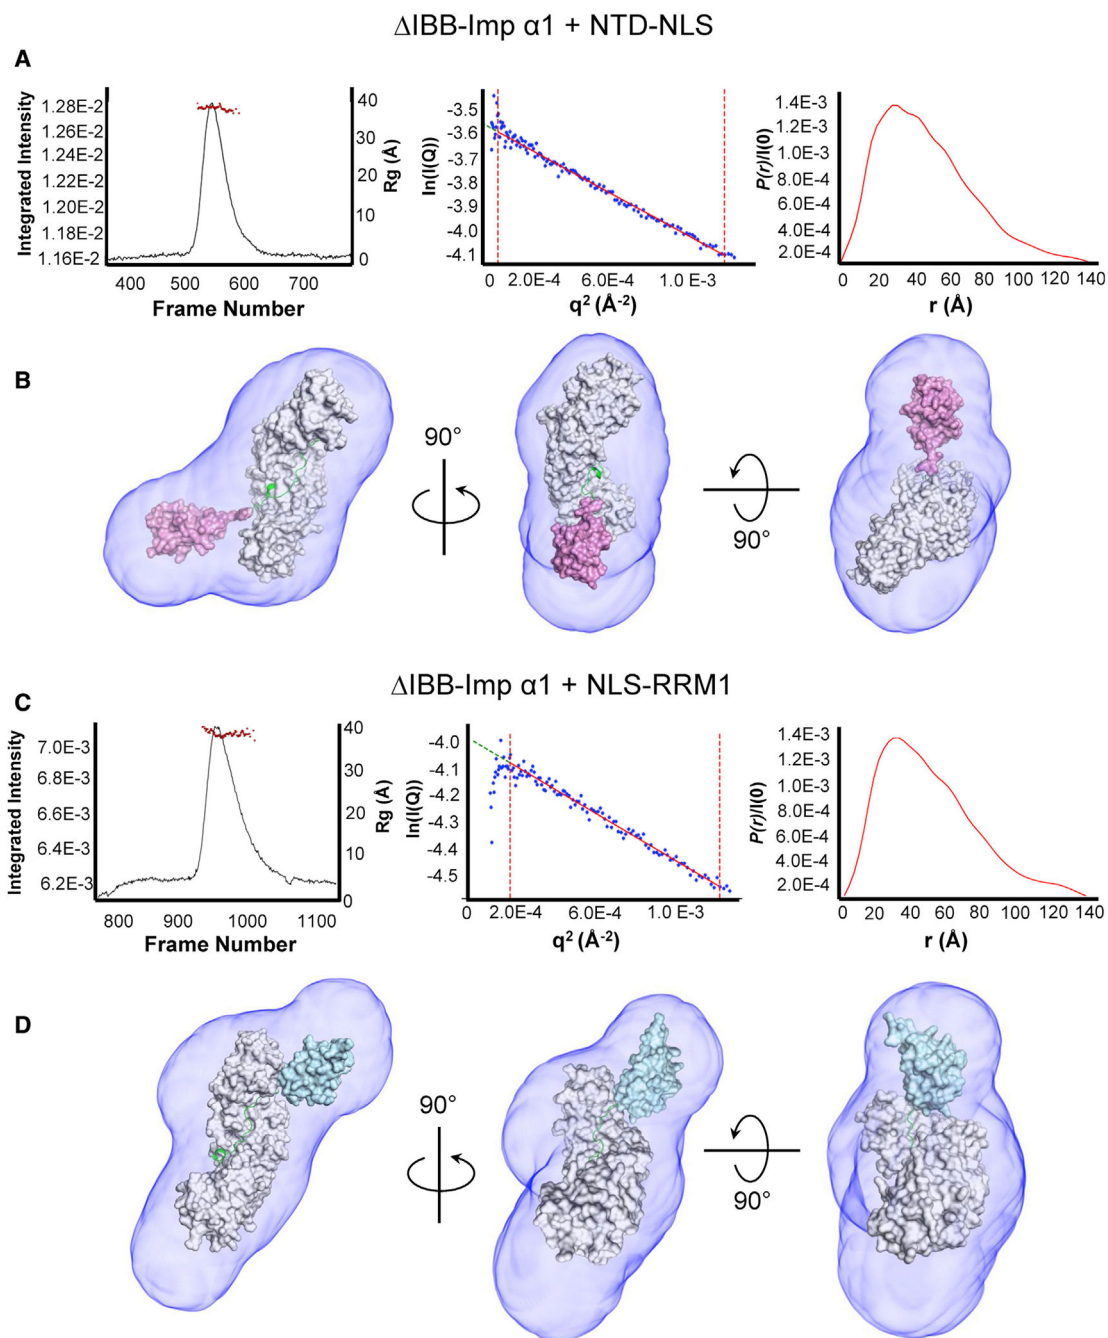 ΔIBB-Imp α1 + NTD-NLS
A
Integrated Intensity
1.28E-2
1.26E-2
1.24E-2
1.22E-2
1.20E-2
1.18E-2
1.16E-2
400 500 600 700
Frame Number
40
30
20
10
0
Rg (Å)
ln(I(Q)
-3.5
-3.6
-3.7
-3.8
-3.9
-4.0
-4.1
0 2.0E-4 6.0E-4 1.0 E-3
q² (Å⁻²)
P(r)/I(0)
1.4E-3
1.2E-3
1.0E-3
8.0E-4
6.0E-4
4.0E-4
2.0E-4
0 20 40 60 80 100 120 140
r (Å)
B
90°
90°
ΔIBB-Imp α1 + NLS-RRM1
C
Integrated Intensity
7.0E-3
6.8E-3
6.6E-3
6.4E-3
6.2E-3
800 900 1000 1100
Frame Number
40
30
20
10
0
Rg (Å)
ln(I(Q)
-4.0
-4.1
-4.2
-4.3
-4.4
-4.5
0 2.0E-4 6.0E-4 1.0 E-3
q² (Å⁻²)
P(r)/I(0)
1.4E-3
1.2E-3
1.0E-3
8.0E-4
6.0E-4
4.0E-4
2.0E-4
0 20 40 60 80 100 120 140
r (Å)
D
90°
90°